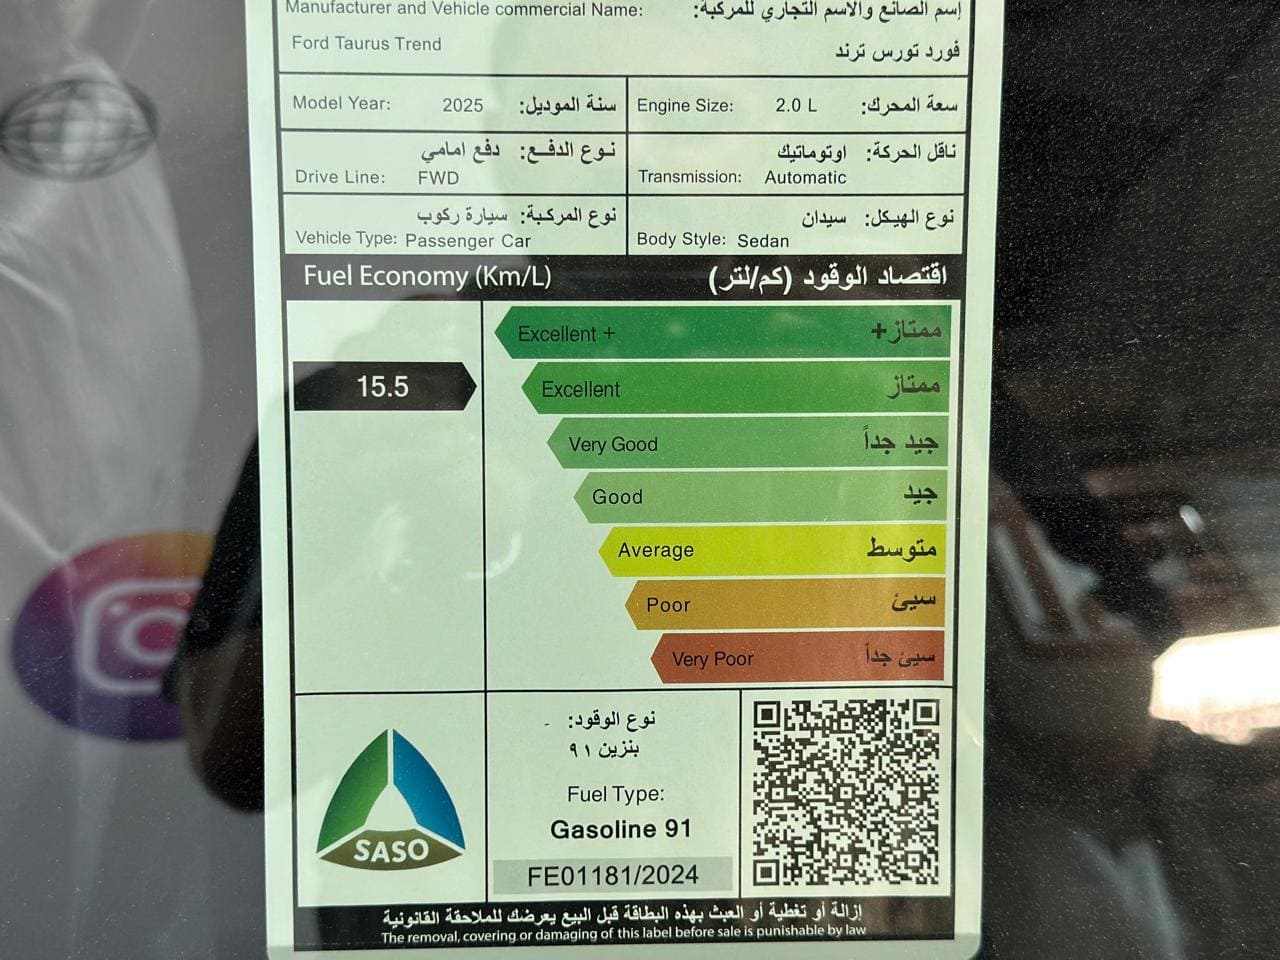 Manufacturer and Vehicle commercial Name: إسم الصانع والاسم التجاري للمركبة:
Ford Taurus Trend فورد تورس ترند
Model Year: 2025 سنة الموديل:
Engine Size: 2.0 L سعة المحرك:
نوع الدفع: دفع امامي
Drive Line: FWD
ناقل الحركة: اوتوماتيك
Transmission: Automatic
نوع المركبة: سيارة ركوب
Vehicle Type: Passenger Car
نوع الهيكل: سيدان
Body Style: Sedan
Fuel Economy (Km/L) اقتصاد الوقود (كم/لتر)
Excellent + ممتاز+
15.5
Excellent ممتاز
Very Good جيد جداً
Good جيد
Average متوسط
Poor سيئ
Very Poor سيئ جداً
SASO
نوع الوقود: -
بنزين ٩١
Fuel Type:
Gasoline 91
FE01181/2024
إزالة أو تغطية أو العبث بهذه البطاقة قبل البيع يعرضك للملاحقة القانونية
The removal, covering or damaging of this label before sale is punishable by law